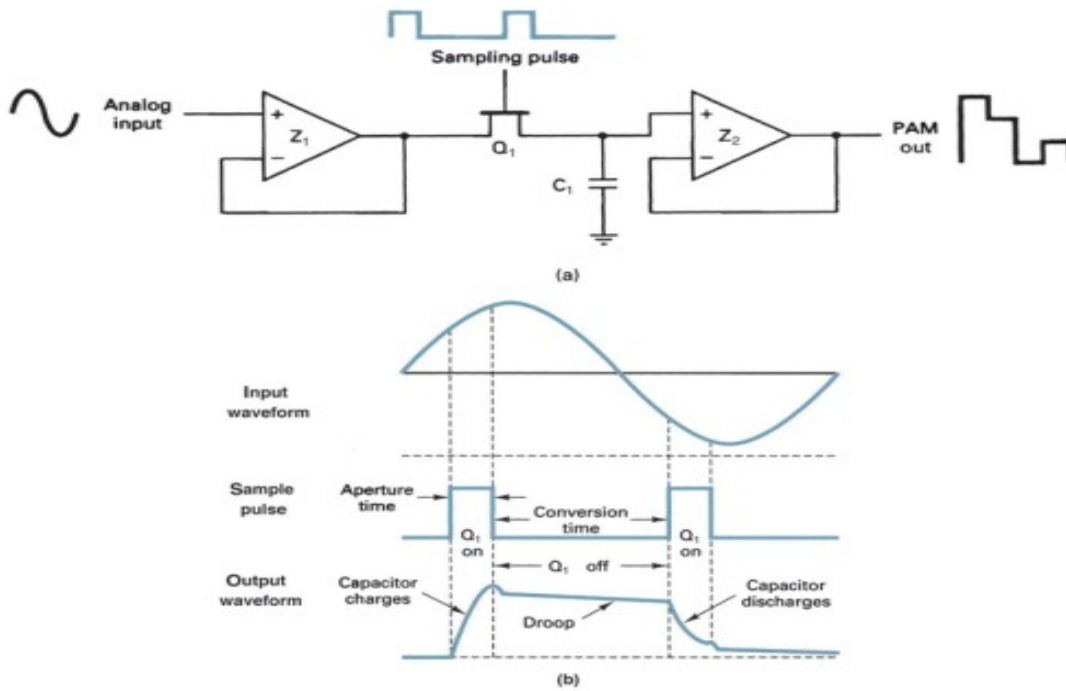 Sampling pulse
Analog
input
+
−
Z₁
Q₁
C₁
+
−
Z₂
PAM
out
(a)
Input
waveform
Sample
pulse
Aperture
time
Conversion
time
Q₁
on
Q₁
on
Q₁ off
Output
waveform
Capacitor
charges
Droop
Capacitor
discharges
(b)